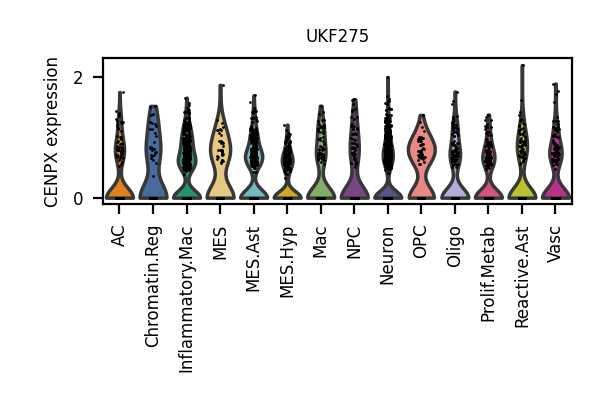 UKF275
CENPX expression
2
0
AC
Chromatin.Reg
Inflammatory.Mac
MES
MES.Ast
MES.Hyp
Mac
NPC
Neuron
OPC
Oligo
Prolif.Metab
Reactive.Ast
Vasc